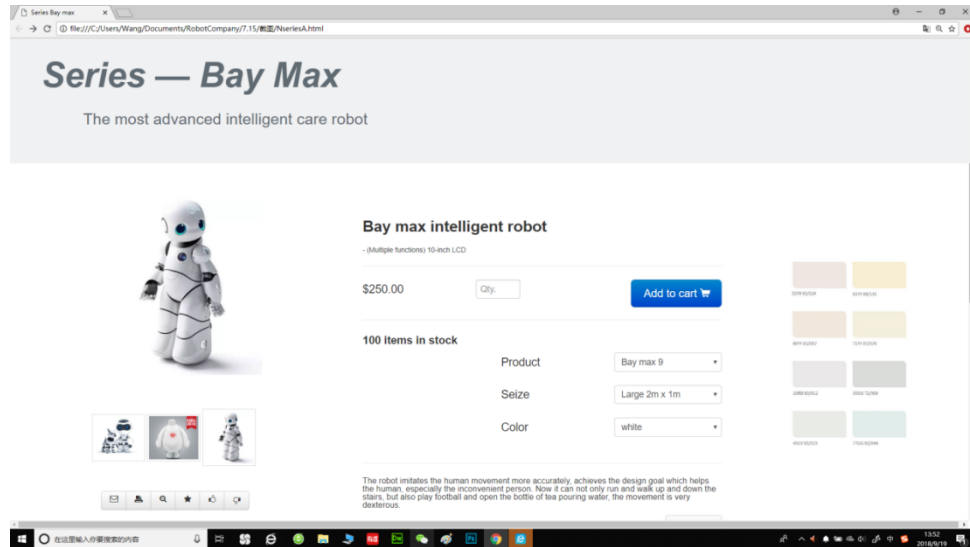 Series Bay max
file:///C:/Users/Wang/Documents/RobotCompany/7.15/截面/NseriesA.html
Series — Bay Max
The most advanced intelligent care robot
Bay max intelligent robot
- (Multiple functions) 10-inch LCD
$250.00
Qty.
Add to cart
100 items in stock
Product
Bay max 9
Seize
Large 2m x 1m
Color
white
The robot imitates the human movement more accurately, achieves the design goal which helps
the human, especially the inconvenient person. Now it can not only run and walk up and down the
stairs, but also play football and open the bottle of tea pouring water, the movement is very
dexterous.
在这里输入你要搜索的内容
中
13:52
2018/9/19